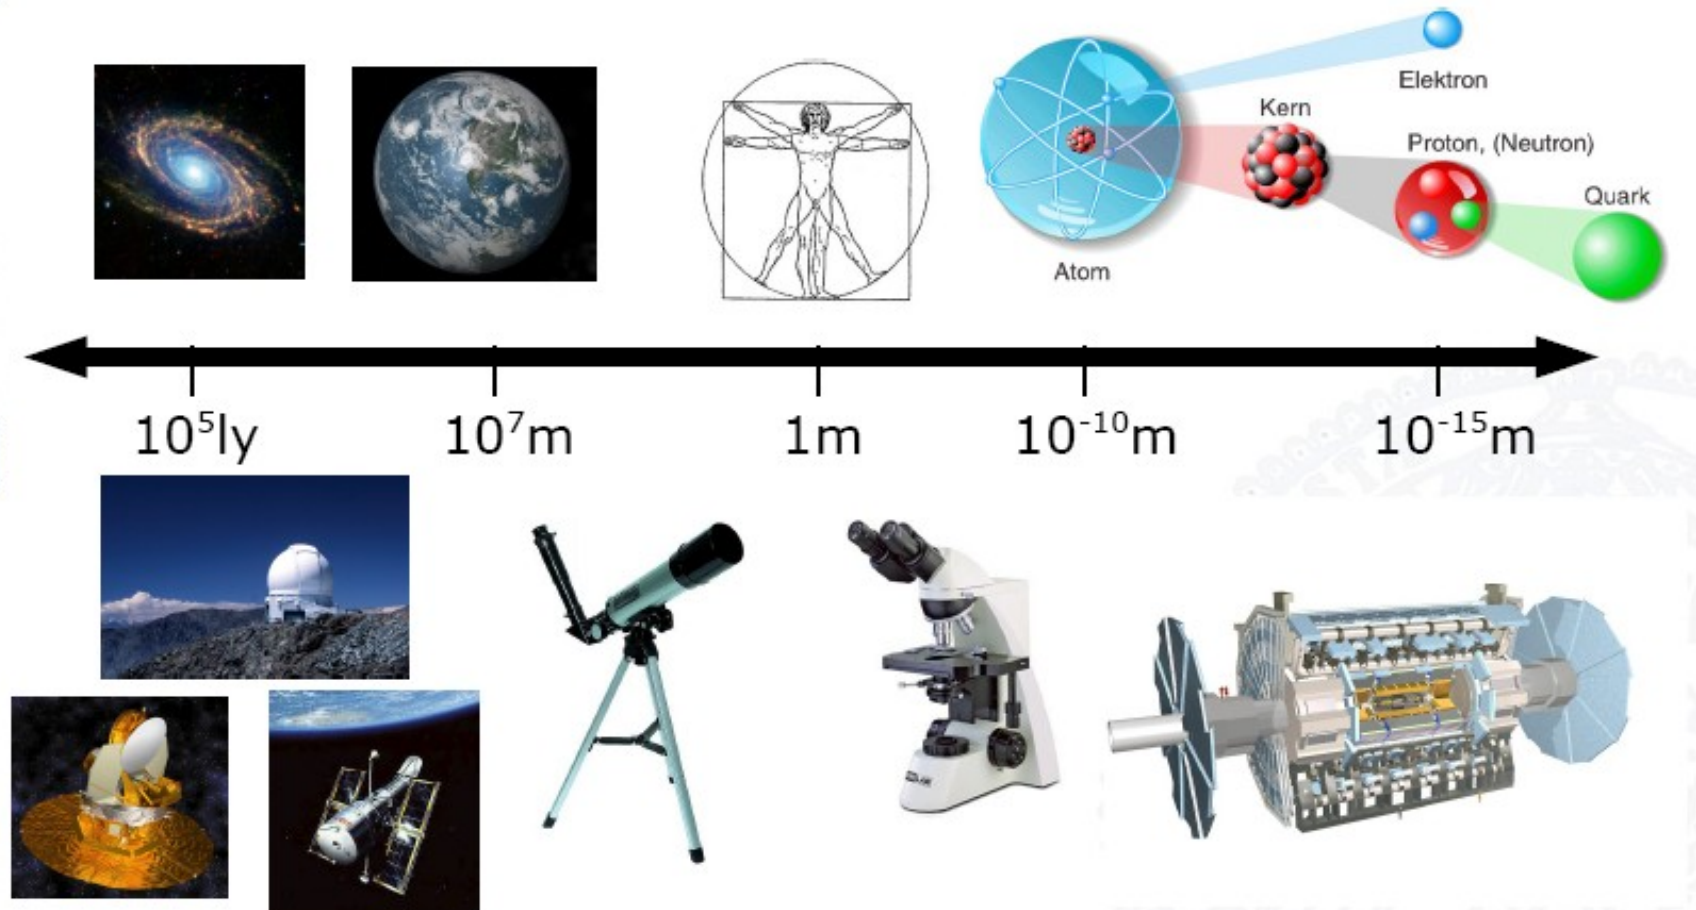 Elektron
Kern
Proton, (Neutron)
Quark
Atom
10⁵ly
10⁷m
1m
10⁻¹⁰m
10⁻¹⁵m